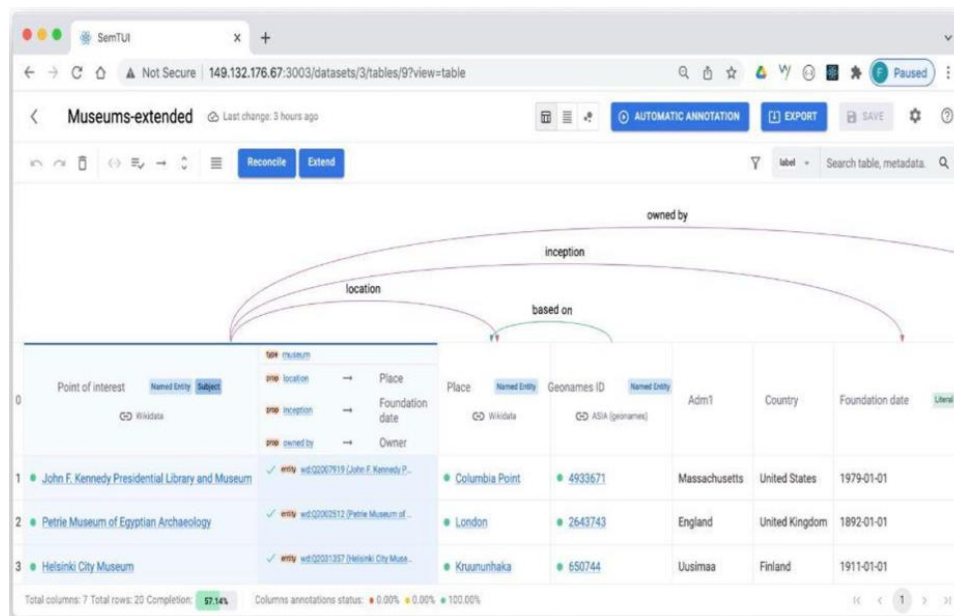 SemTUI
Not Secure 149.132.176.67:3003/datasets/3/tables/9?view=table
Paused
Museums-extended Last change: 3 hours ago AUTOMATIC ANNOTATION EXPORT SAVE
Reconcile Extend label Search table, metadata.
owned by
inception
location
based on
0 Point of interest Named Entity Subject
Wikidata
type museum
prop location → Place
prop inception → Foundation date
prop owned by → Owner
Place Named Entity
Wikidata
Geonames ID Named Entity
ASIA (geonames)
Adm1
Country
Foundation date Literal
1 John F. Kennedy Presidential Library and Museum entity wd:Q2007919 (John F. Kennedy P... Columbia Point 4933671 Massachusetts United States 1979-01-01
2 Petrie Museum of Egyptian Archaeology entity wd:Q2002512 (Petrie Museum of ... London 2643743 England United Kingdom 1892-01-01
3 Helsinki City Museum entity wd:Q2031357 (Helsinki City Muse... Kruununhaka 650744 Uusimaa Finland 1911-01-01
Total columns: 7 Total rows: 20 Completion: 57.14% Columns annotations status: 0.00% 0.00% 100.00% 1